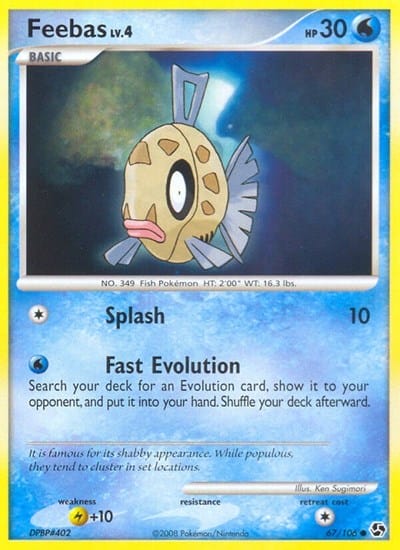 Feebas LV.4 HP 30
BASIC
NO. 349 Fish Pokémon HT: 2'00" WT: 16.3 lbs.
Splash 10
Fast Evolution
Search your deck for an Evolution card, show it to your
opponent, and put it into your hand. Shuffle your deck afterward.
It is famous for its shabby appearance. While populous,
they tend to cluster in set locations.
Illus. Ken Sugimori
weakness resistance retreat cost
+10
DPBP#402 ©2008 Pokémon/Nintendo 67/106